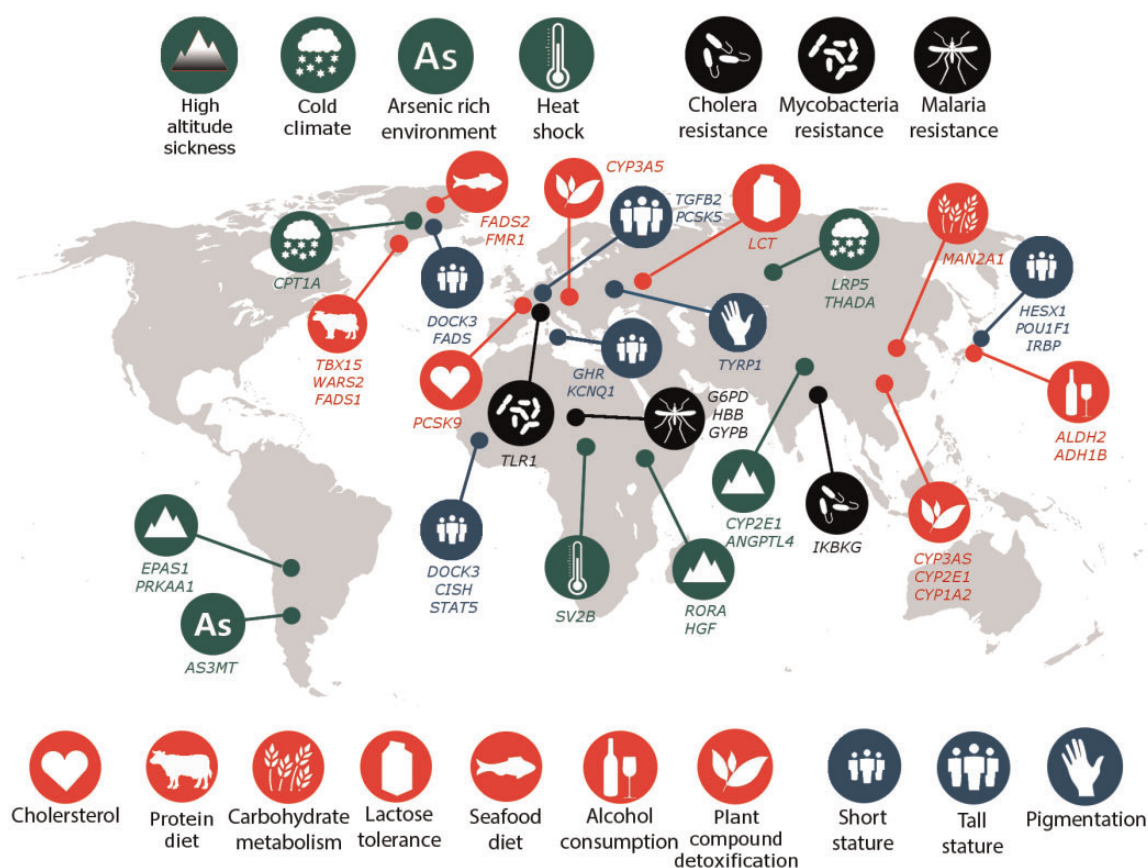 High
altitude
sickness
Cold
climate
As
Arsenic rich
environment
Heat
shock
Cholera
resistance
Mycobacteria
resistance
Malaria
resistance
CYP3A5
FADS2
FMR1
TGFB2
PCSK5
LCT
MAN2A1
CPT1A
LRP5
THADA
HESX1
POU1F1
IRBP
DOCK3
FADS
TBX15
WARS2
FADS1
TYRP1
GHR
KCNQ1
PCSK9
G6PD
HBB
GYPB
ALDH2
ADH1B
TLR1
CYP2E1
ANGPTL4
IKBKG
EPAS1
PRKAA1
DOCK3
CISH
STAT5
CYP3AS
CYP2E1
CYP1A2
SV2B
RORA
HGF
As
AS3MT
Cholersterol
Protein
diet
Carbohydrate
metabolism
Lactose
tolerance
Seafood
diet
Alcohol
consumption
Plant
compound
detoxification
Short
stature
Tall
stature
Pigmentation